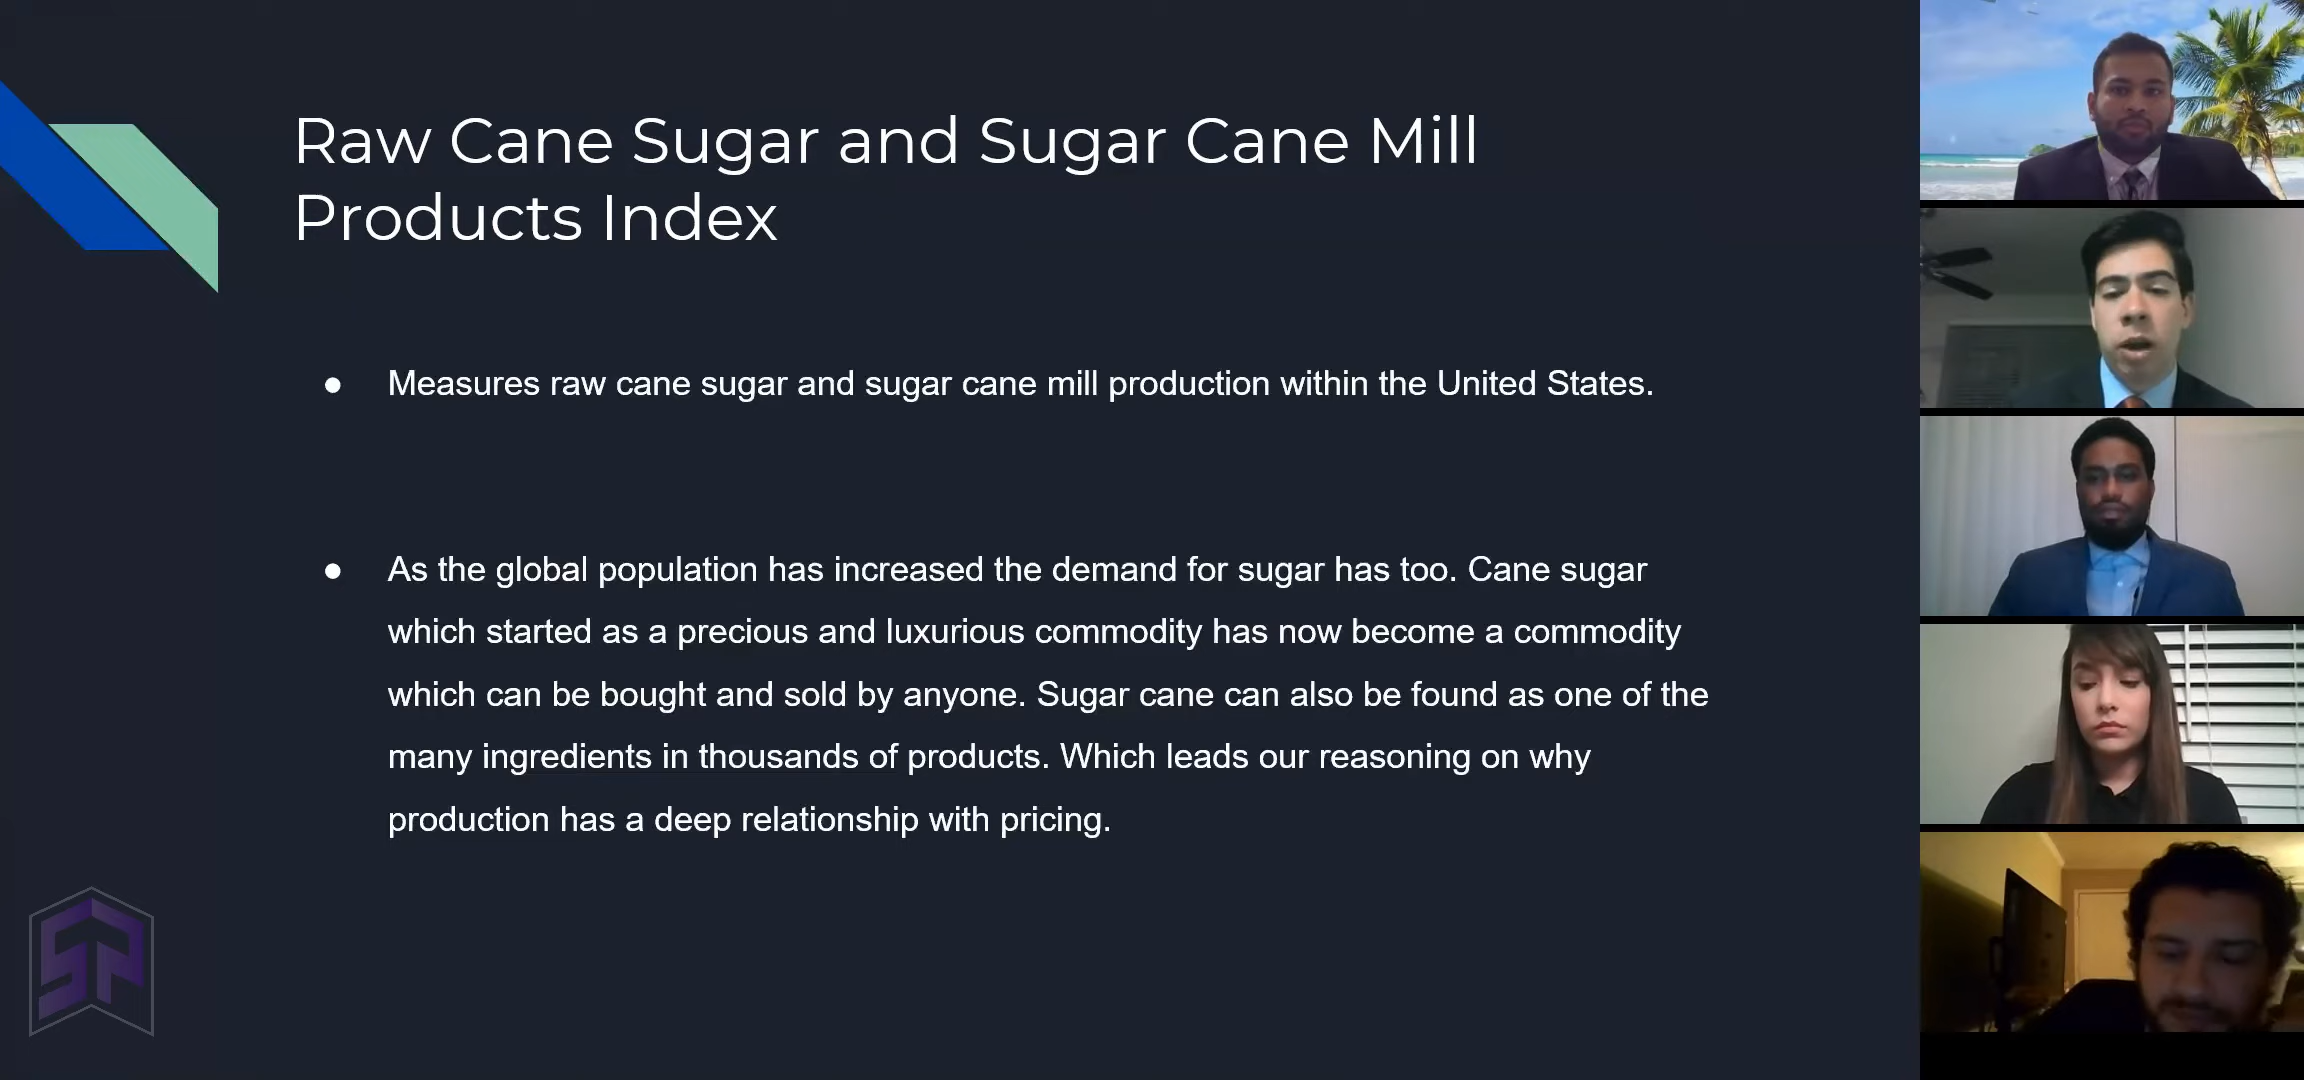 Raw Cane Sugar and Sugar Cane Mill
Products Index
● Measures raw cane sugar and sugar cane mill production within the United States.
● As the global population has increased the demand for sugar has too. Cane sugar
which started as a precious and luxurious commodity has now become a commodity
which can be bought and sold by anyone. Sugar cane can also be found as one of the
many ingredients in thousands of products. Which leads our reasoning on why
production has a deep relationship with pricing.
SP